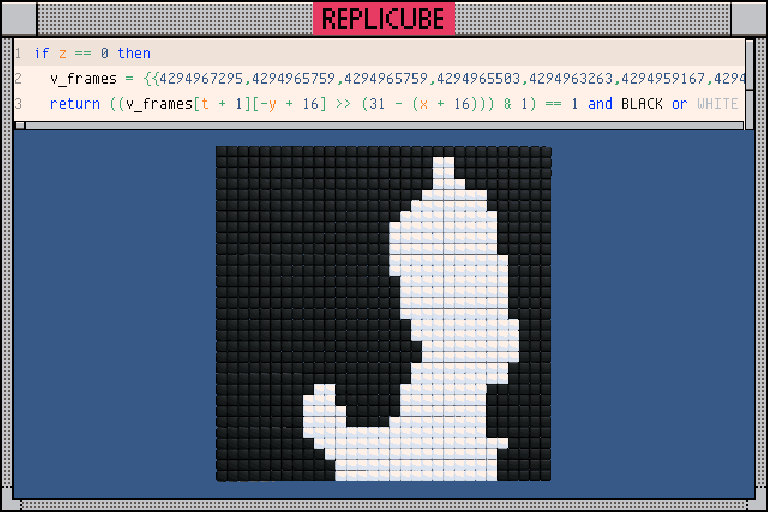 REPLICUBE
1 if z == 0 then
2 v_frames = {{4294967295,4294965759,4294965759,4294965503,4294963263,4294959167,4294
3 return ((v_frames[t + 1][-y + 16] >> (31 - (x + 16))) & 1) == 1 and BLACK or WHITE